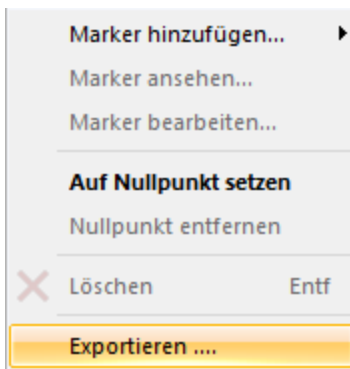 Marker hinzufügen...
Marker ansehen...
Marker bearbeiten...
Auf Nullpunkt setzen
Nullpunkt entfernen
Löschen Entf
Exportieren ....